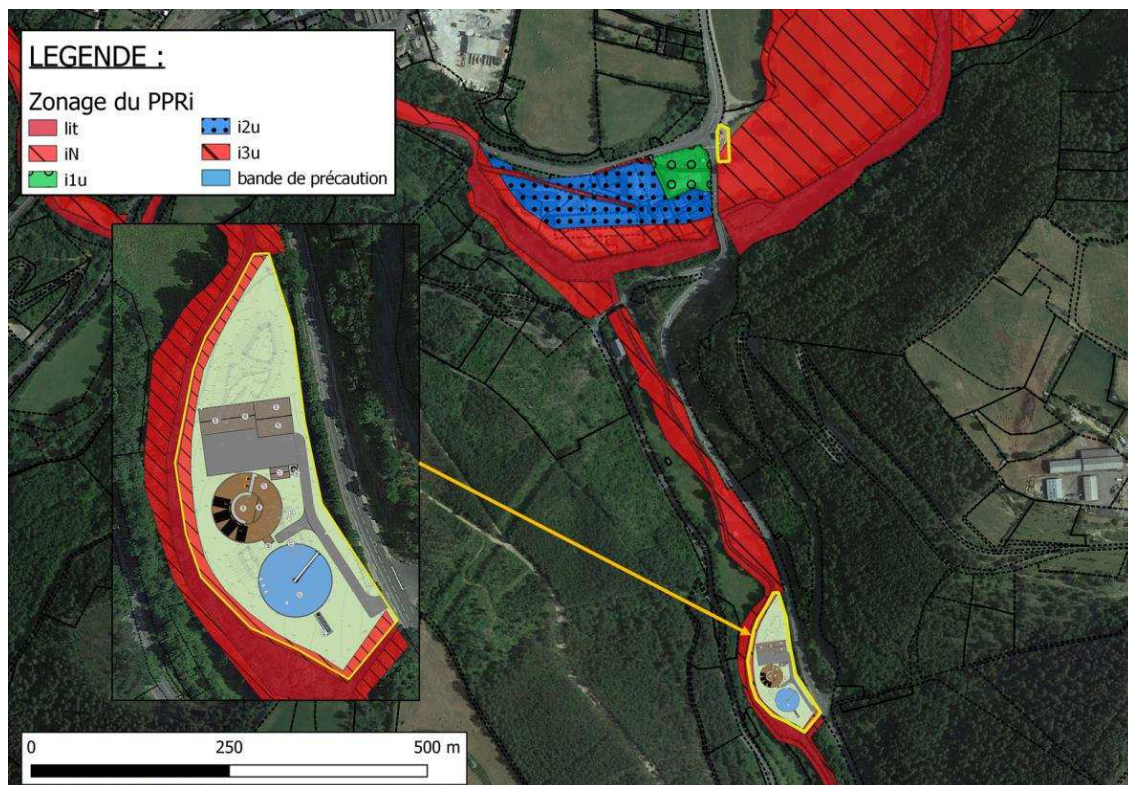 LEGENDE :
Zonage du PPRi
lit
i2u
iN
i3u
i1u
bande de précaution
0 250 500 m